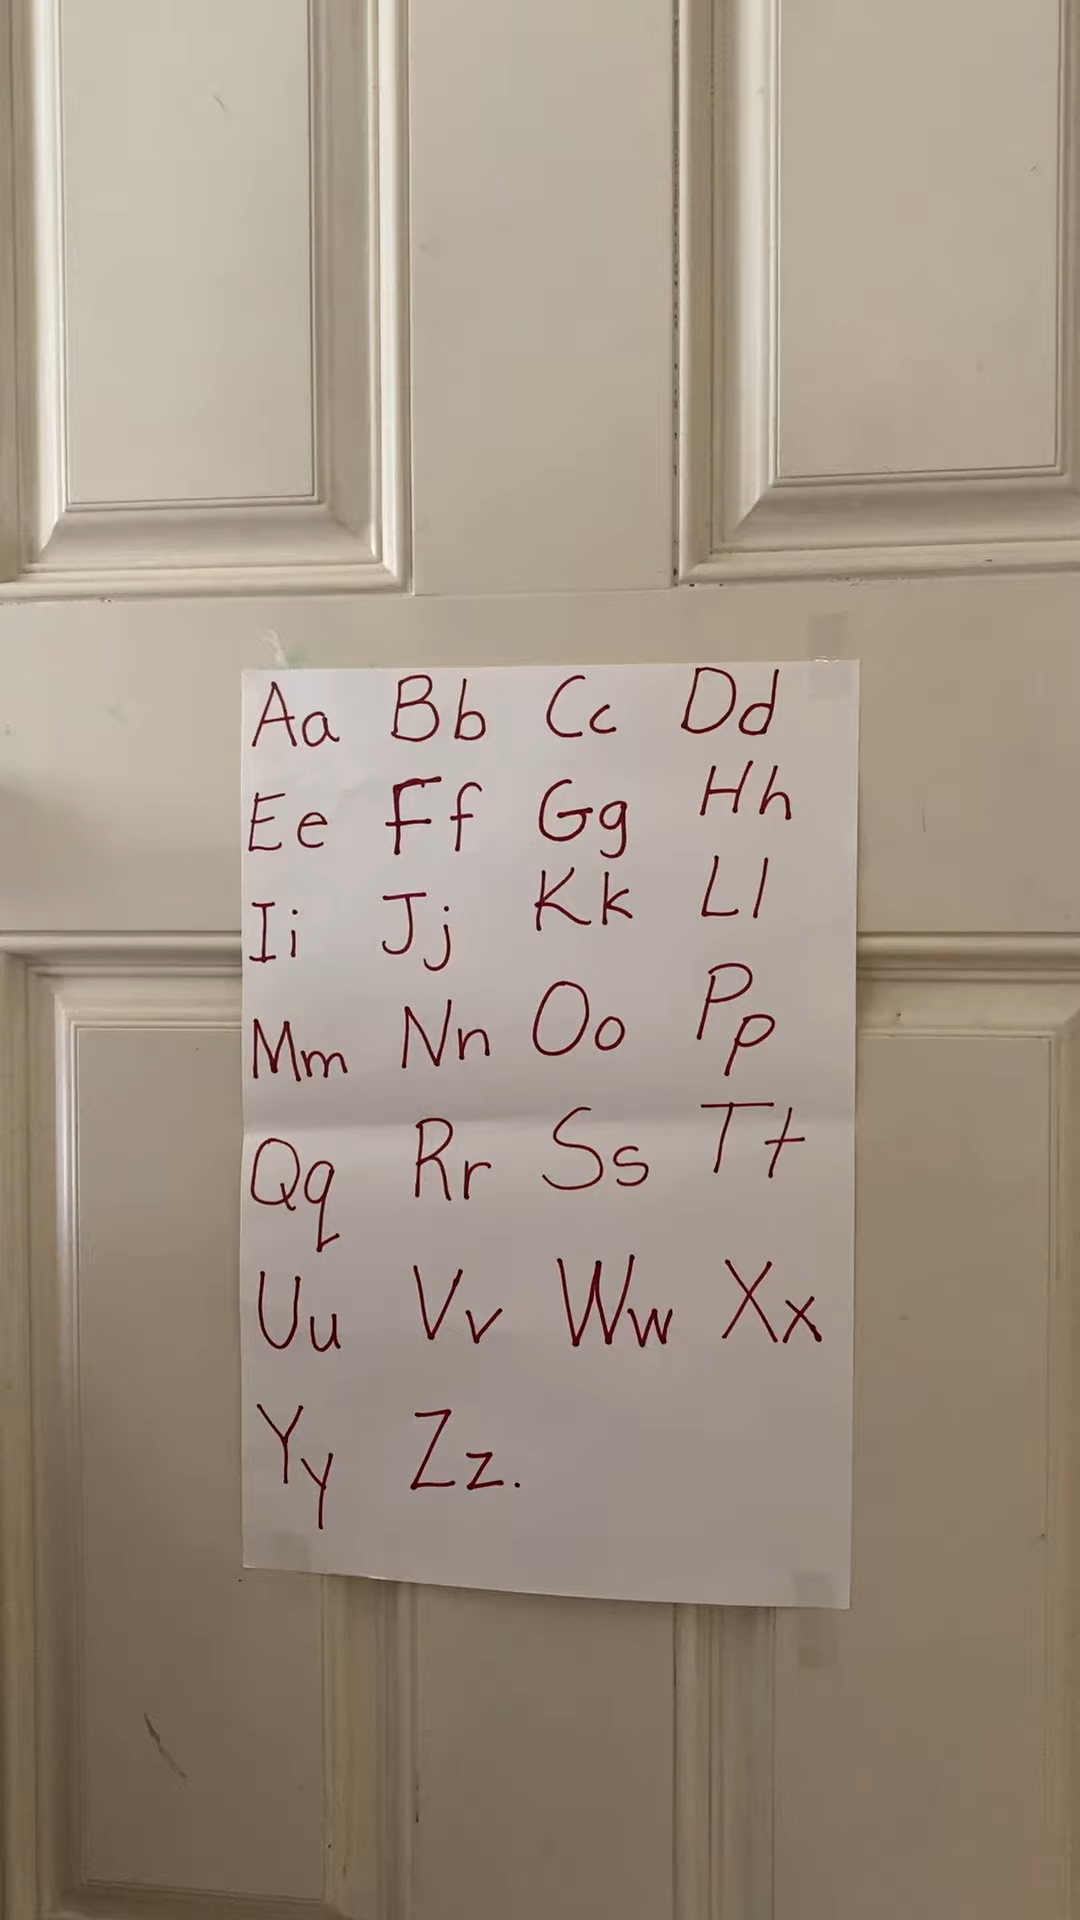 Aa Bb Cc Dd
Ee Ff Gg Hh
Ii Jj Kk Ll
Mm Nn Oo Pp
Qq Rr Ss Tt
Uu Vv Ww Xx
Yy Zz.